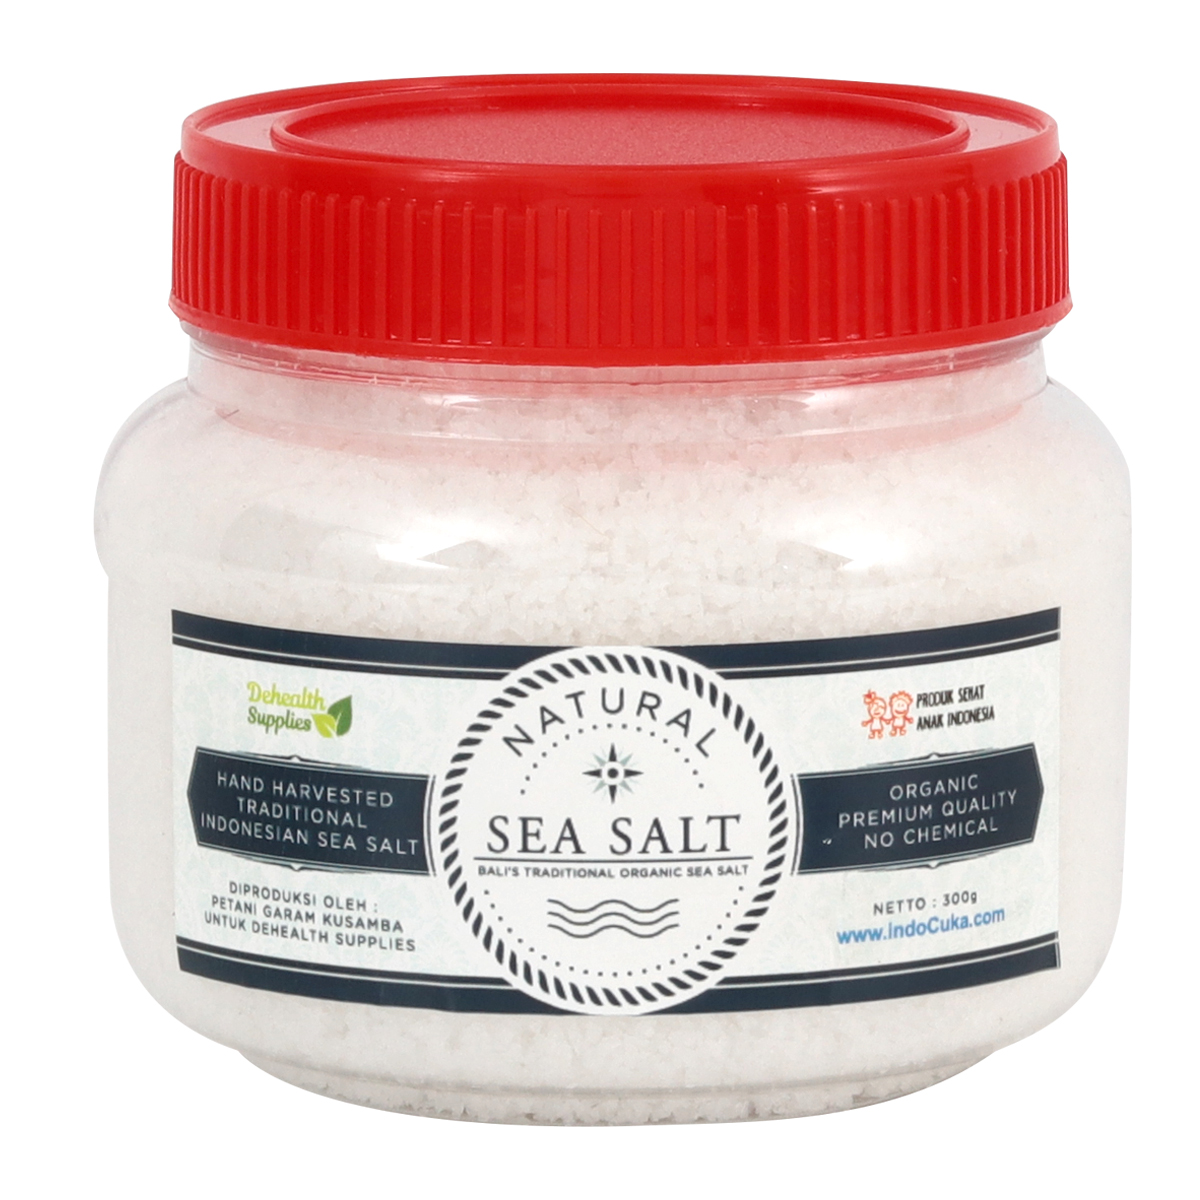 NATURAL
SEA SALT
BALI'S TRADITIONAL ORGANIC SEA SALT
Dehealth
Supplies
HAND HARVESTED
TRADITIONAL
INDONESIAN SEA SALT
DIPRODUKSI OLEH :
PETANI GARAM KUSAMBA
UNTUK DEHEALTH SUPPLIES
PRODUK SEHAT
ANAK INDONESIA
ORGANIC
PREMIUM QUALITY
NO CHEMICAL
NETTO : 300g
www.IndoCuka.com